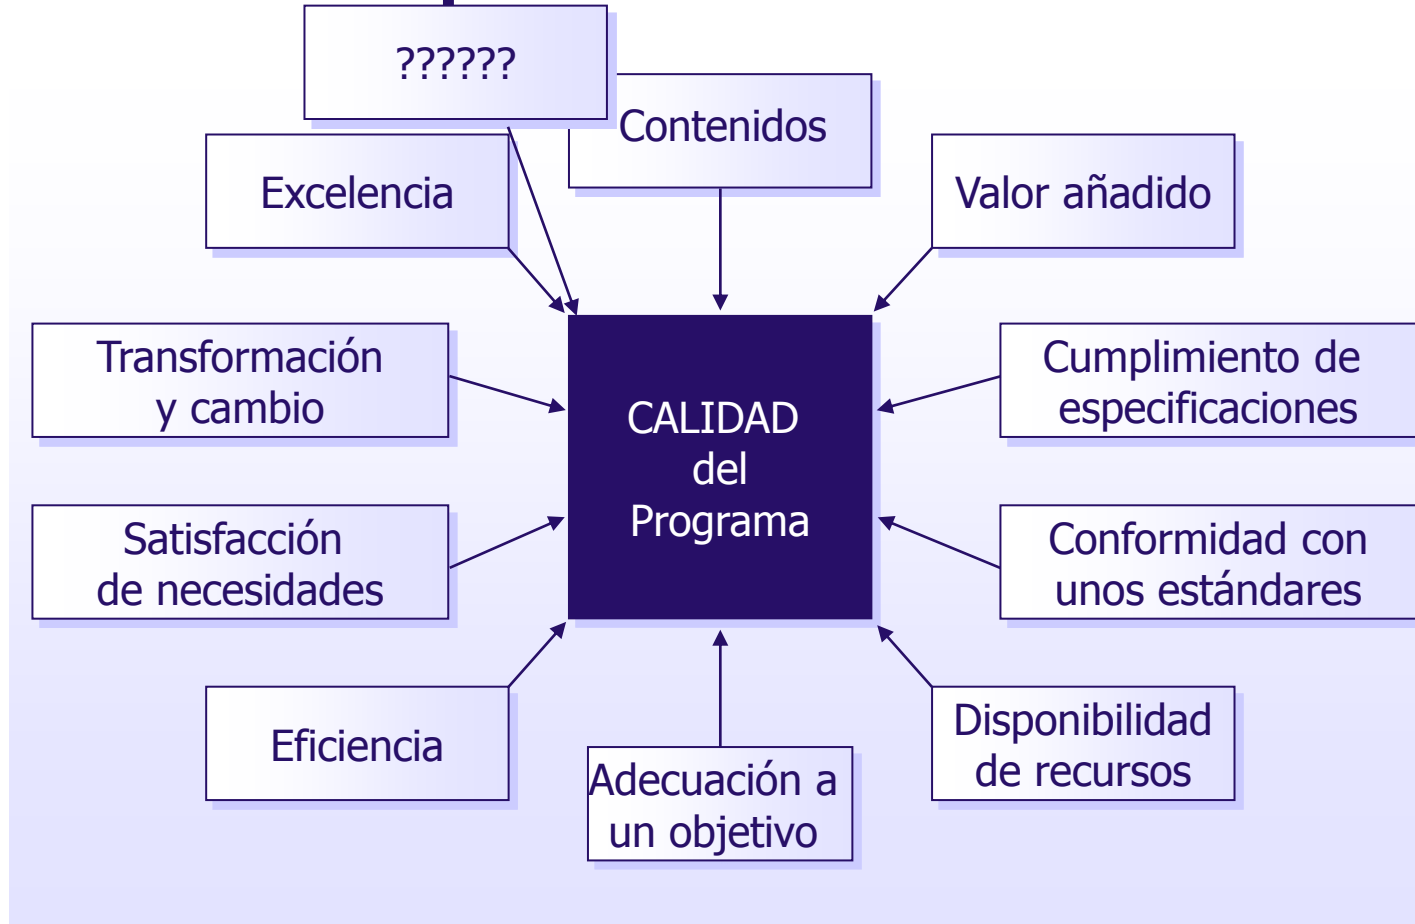 ??????
Contenidos
Excelencia
Valor añadido
Transformación
y cambio
Cumplimiento de
especificaciones
CALIDAD
del
Programa
Satisfacción
de necesidades
Conformidad con
unos estándares
Eficiencia
Disponibilidad
de recursos
Adecuación a
un objetivo